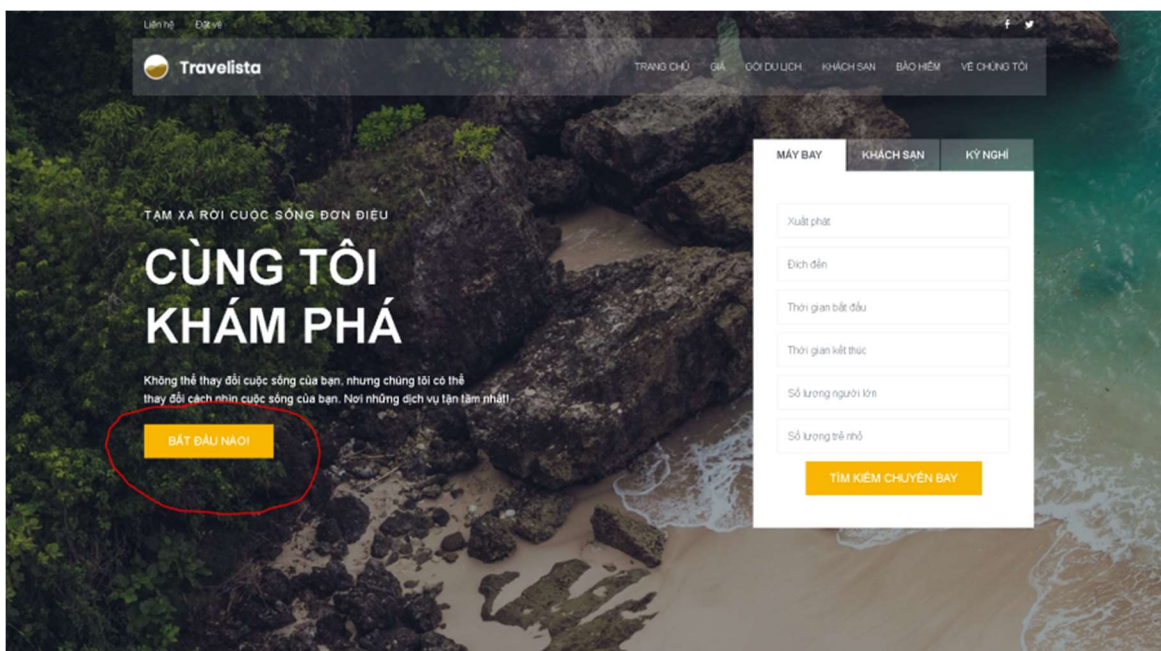 Liên hệ Đặt vé
Travelista
TRANG CHỦ GIÁ GÓI DU LỊCH KHÁCH SẠN BẢO HIỂM VỀ CHÚNG TÔI
MÁY BAY KHÁCH SẠN KỲ NGHỈ
TẠM XA RỜI CUỘC SỐNG ĐƠN ĐIỆU
CÙNG TÔI
KHÁM PHÁ
Không thể thay đổi cuộc sống của bạn, nhưng chúng tôi có thể
thay đổi cách nhìn cuộc sống của bạn. Nơi những dịch vụ tận tâm nhất!
BẮT ĐẦU NÀO!
Xuất phát
Đích đến
Thời gian bắt đầu
Thời gian kết thúc
Số lượng người lớn
Số lượng trẻ nhỏ
TÌM KIẾM CHUYẾN BAY